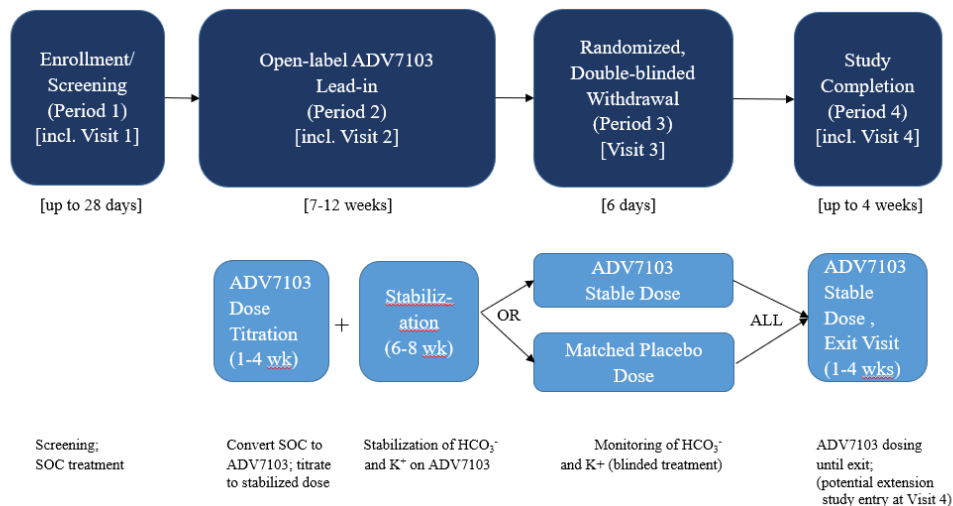 Enrollment/
Screening
(Period 1)
[incl. Visit 1]
Open-label ADV7103
Lead-in
(Period 2)
[incl. Visit 2]
Randomized,
Double-blinded
Withdrawal
(Period 3)
[Visit 3]
Study
Completion
(Period 4)
[incl. Visit 4]
[up to 28 days]
[7-12 weeks]
[6 days]
[up to 4 weeks]
ADV7103
Dose
Titration
(1-4 wk)
+
Stabiliz-
ation
(6-8 wk)
OR
ADV7103
Stable Dose
Matched Placebo
Dose
ALL
ADV7103
Stable
Dose ,
Exit Visit
(1-4 wks)
Screening;
SOC treatment
Convert SOC to
ADV7103; titrate
to stabilized dose
Stabilization of HCO₃⁻
and K⁺ on ADV7103
Monitoring of HCO₃⁻
and K+ (blinded treatment)
ADV7103 dosing
until exit;
(potential extension
study entry at Visit 4)